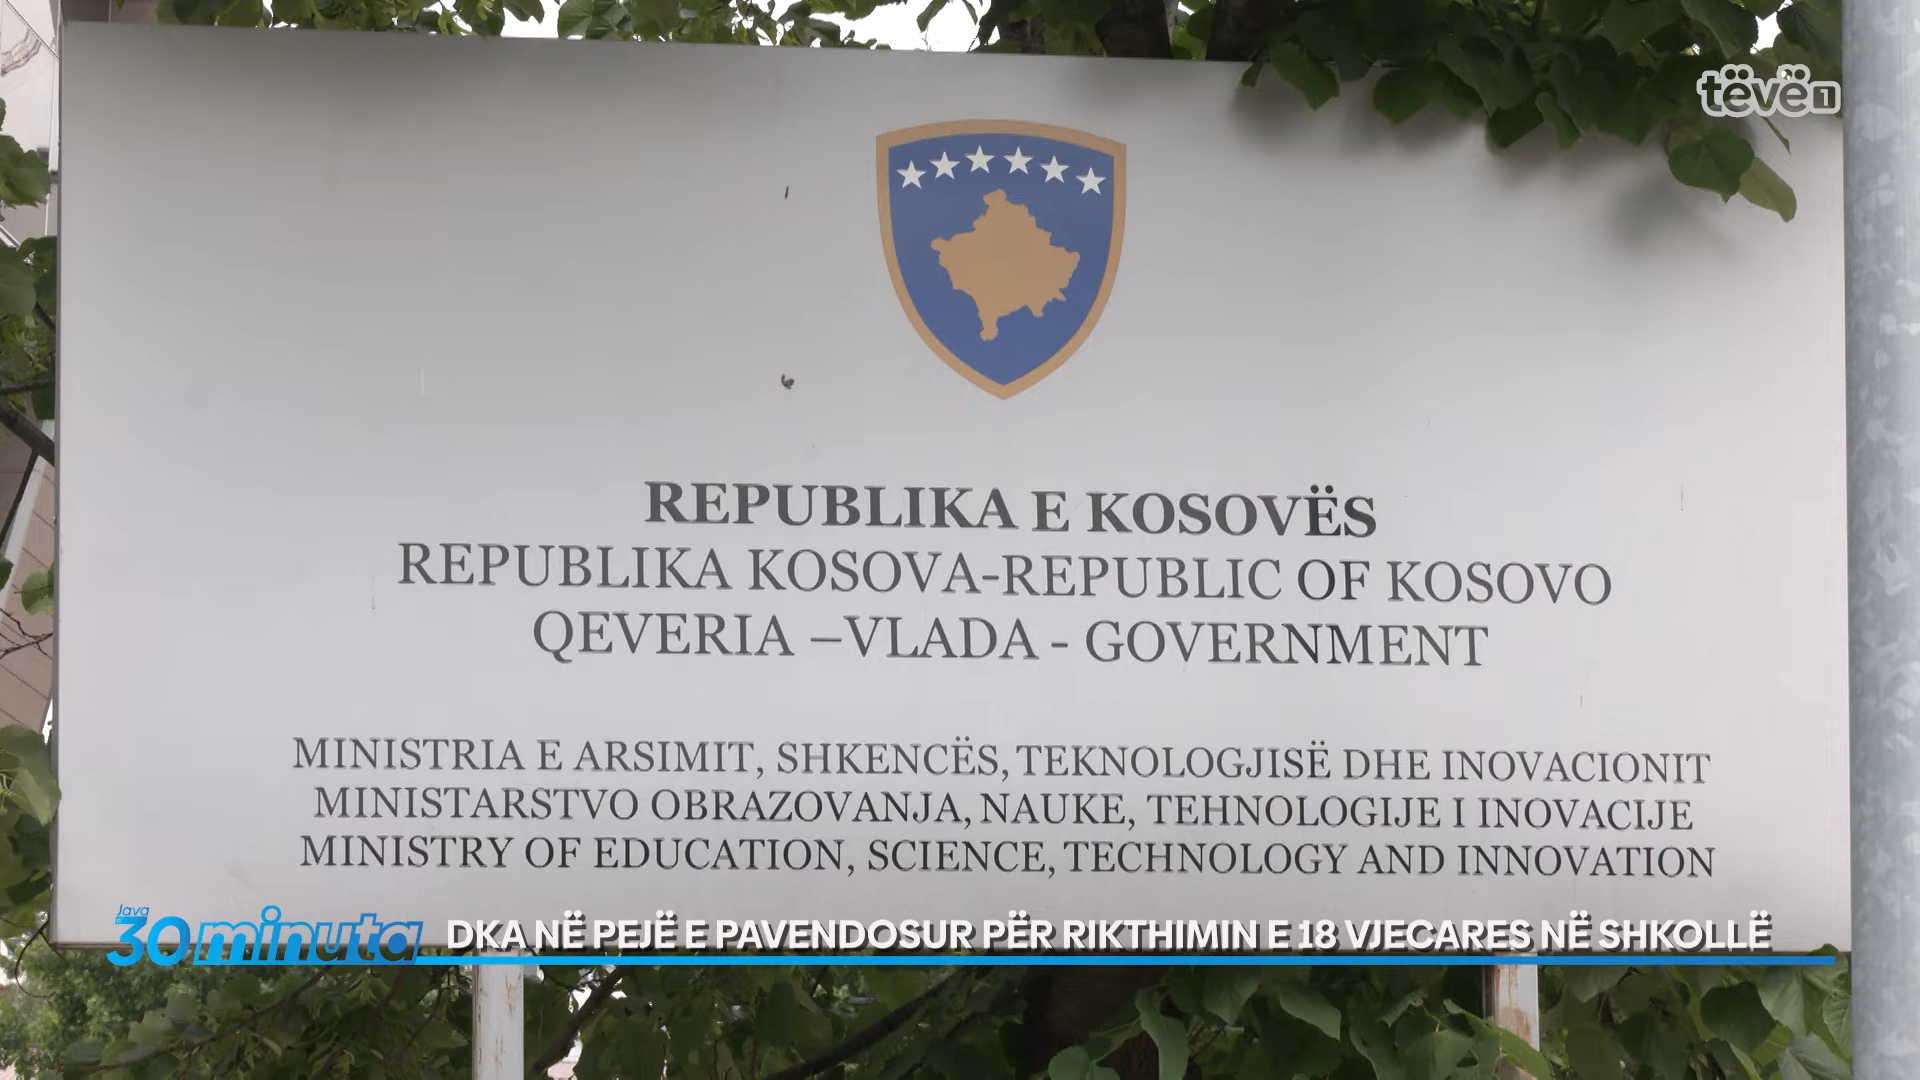 tëvë1
REPUBLIKA E KOSOVËS
REPUBLIKA KOSOVA-REPUBLIC OF KOSOVO
QEVERIA –VLADA - GOVERNMENT
MINISTRIA E ARSIMIT, SHKENCËS, TEKNOLOGJISË DHE INOVACIONIT
MINISTARSTVO OBRAZOVANJA, NAUKE, TEHNOLOGIJE I INOVACIJE
MINISTRY OF EDUCATION, SCIENCE, TECHNOLOGY AND INNOVATION
Java
30 minuta
DKA NË PEJË E PAVENDOSUR PËR RIKTHIMIN E 18 VJECARES NË SHKOLLË